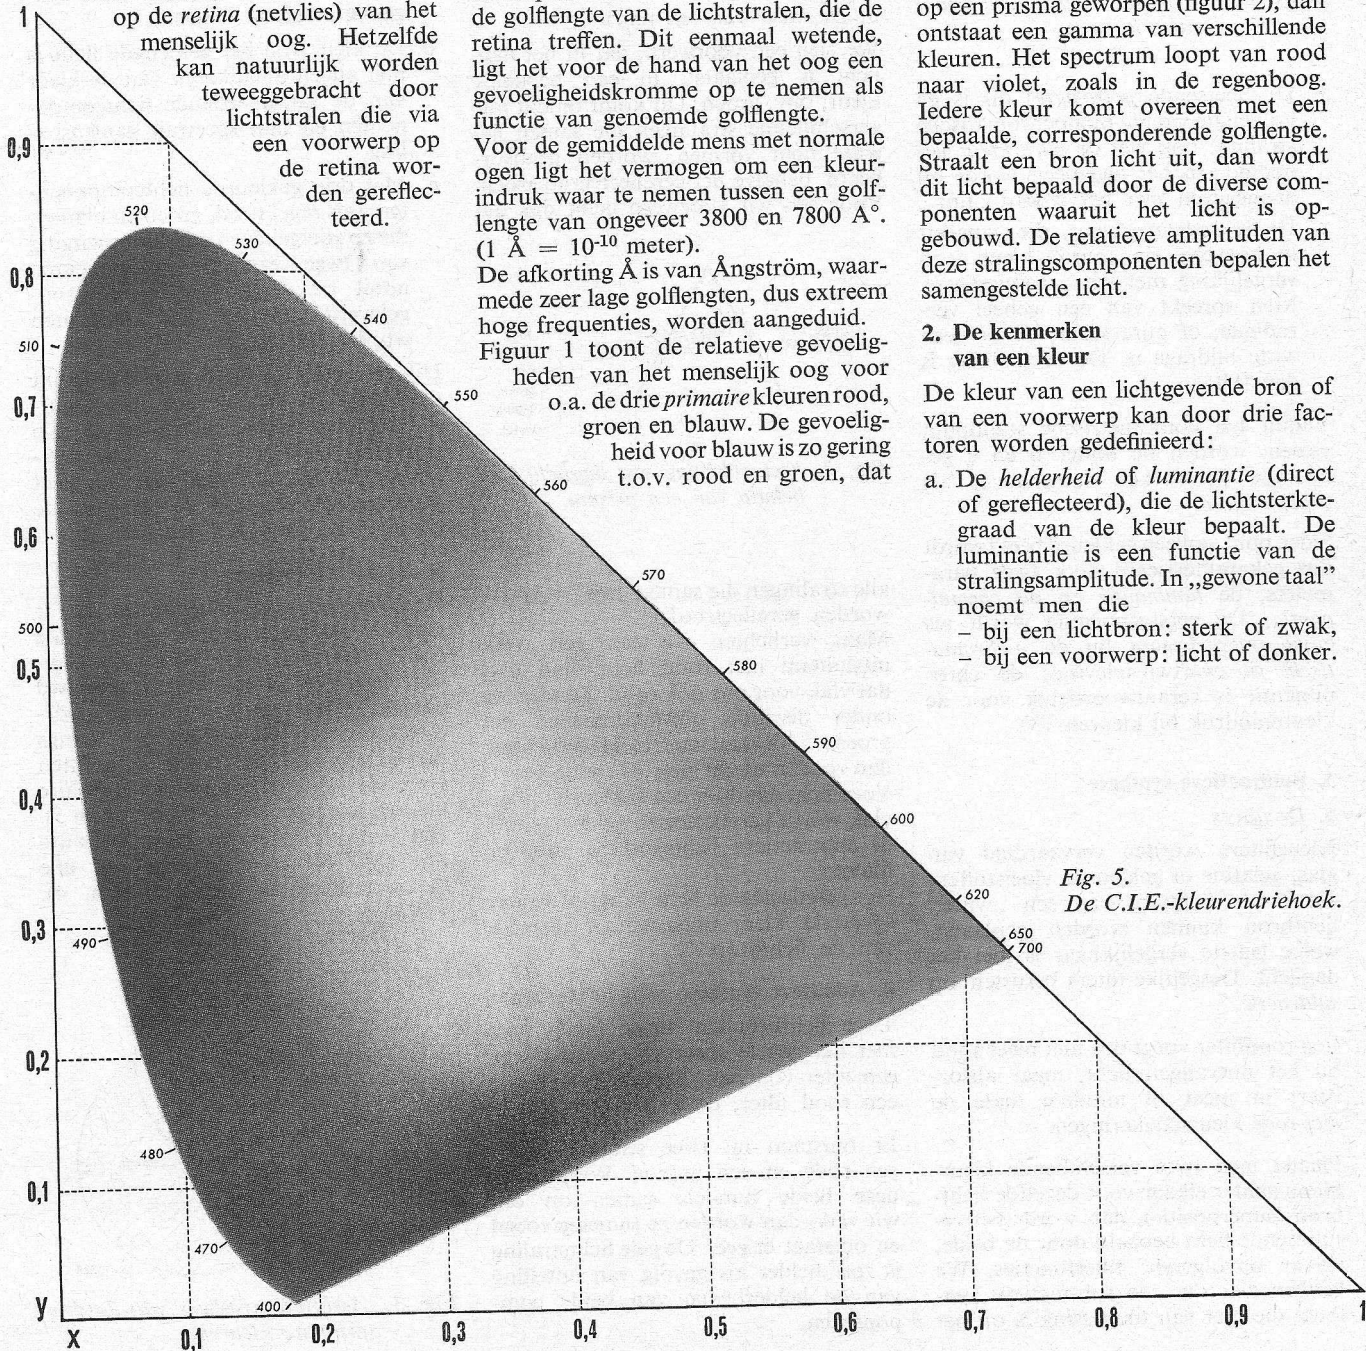 op de retina (netvlies) van het
menselijk oog. Hetzelfde
kan natuurlijk worden
teweeggebracht door
lichtstralen die via
een voorwerp op
de retina wor-
den gereflec-
teerd.
de golflengte van de lichtstralen, die de
retina treffen. Dit eenmaal wetende,
ligt het voor de hand van het oog een
gevoeligheidskromme op te nemen als
functie van genoemde golflengte.
Voor de gemiddelde mens met normale
ogen ligt het vermogen om een kleur-
indruk waar te nemen tussen een golf-
lengte van ongeveer 3800 en 7800 A°.
(1 Å = 10-10 meter).
De afkorting Å is van Ångström, waar-
mede zeer lage golflengten, dus extreem
hoge frequenties, worden aangeduid.
Figuur 1 toont de relatieve gevoelig-
heden van het menselijk oog voor
o.a. de drie primaire kleuren rood,
groen en blauw. De gevoelig-
heid voor blauw is zo gering
t.o.v. rood en groen, dat
op een prisma geworpen (figuur 2), dan
ontstaat een gamma van verschillende
kleuren. Het spectrum loopt van rood
naar violet, zoals in de regenboog.
Iedere kleur komt overeen met een
bepaalde, corresponderende golflengte.
Straalt een bron licht uit, dan wordt
dit licht bepaald door de diverse com-
ponenten waaruit het licht is op-
gebouwd. De relatieve amplituden van
deze stralingscomponenten bepalen het
samengestelde licht.
2. De kenmerken
van een kleur
De kleur van een lichtgevende bron of
van een voorwerp kan door drie fac-
toren worden gedefinieerd:
a. De helderheid of luminantie (direct
of gereflecteerd), die de lichtsterkte-
graad van de kleur bepaalt. De
luminantie is een functie van de
stralingsamplitude. In „gewone taal”
noemt men die
– bij een lichtbron: sterk of zwak,
– bij een voorwerp: licht of donker.
Fig. 5.
De C.I.E.-kleurendriehoek.
1
0,9
0,8
0,7
0,6
0,5
0,4
0,3
0,2
0,1
y
x
0,1
0,2
0,3
0,4
0,5
0,6
0,7
0,8
0,9
1
400
470
480
490
500
510
520
530
540
550
560
570
580
590
600
620
650
700